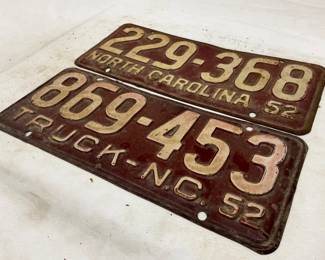 229-368
NORTH CAROLINA 52
869-453
TRUCK-NC. 52